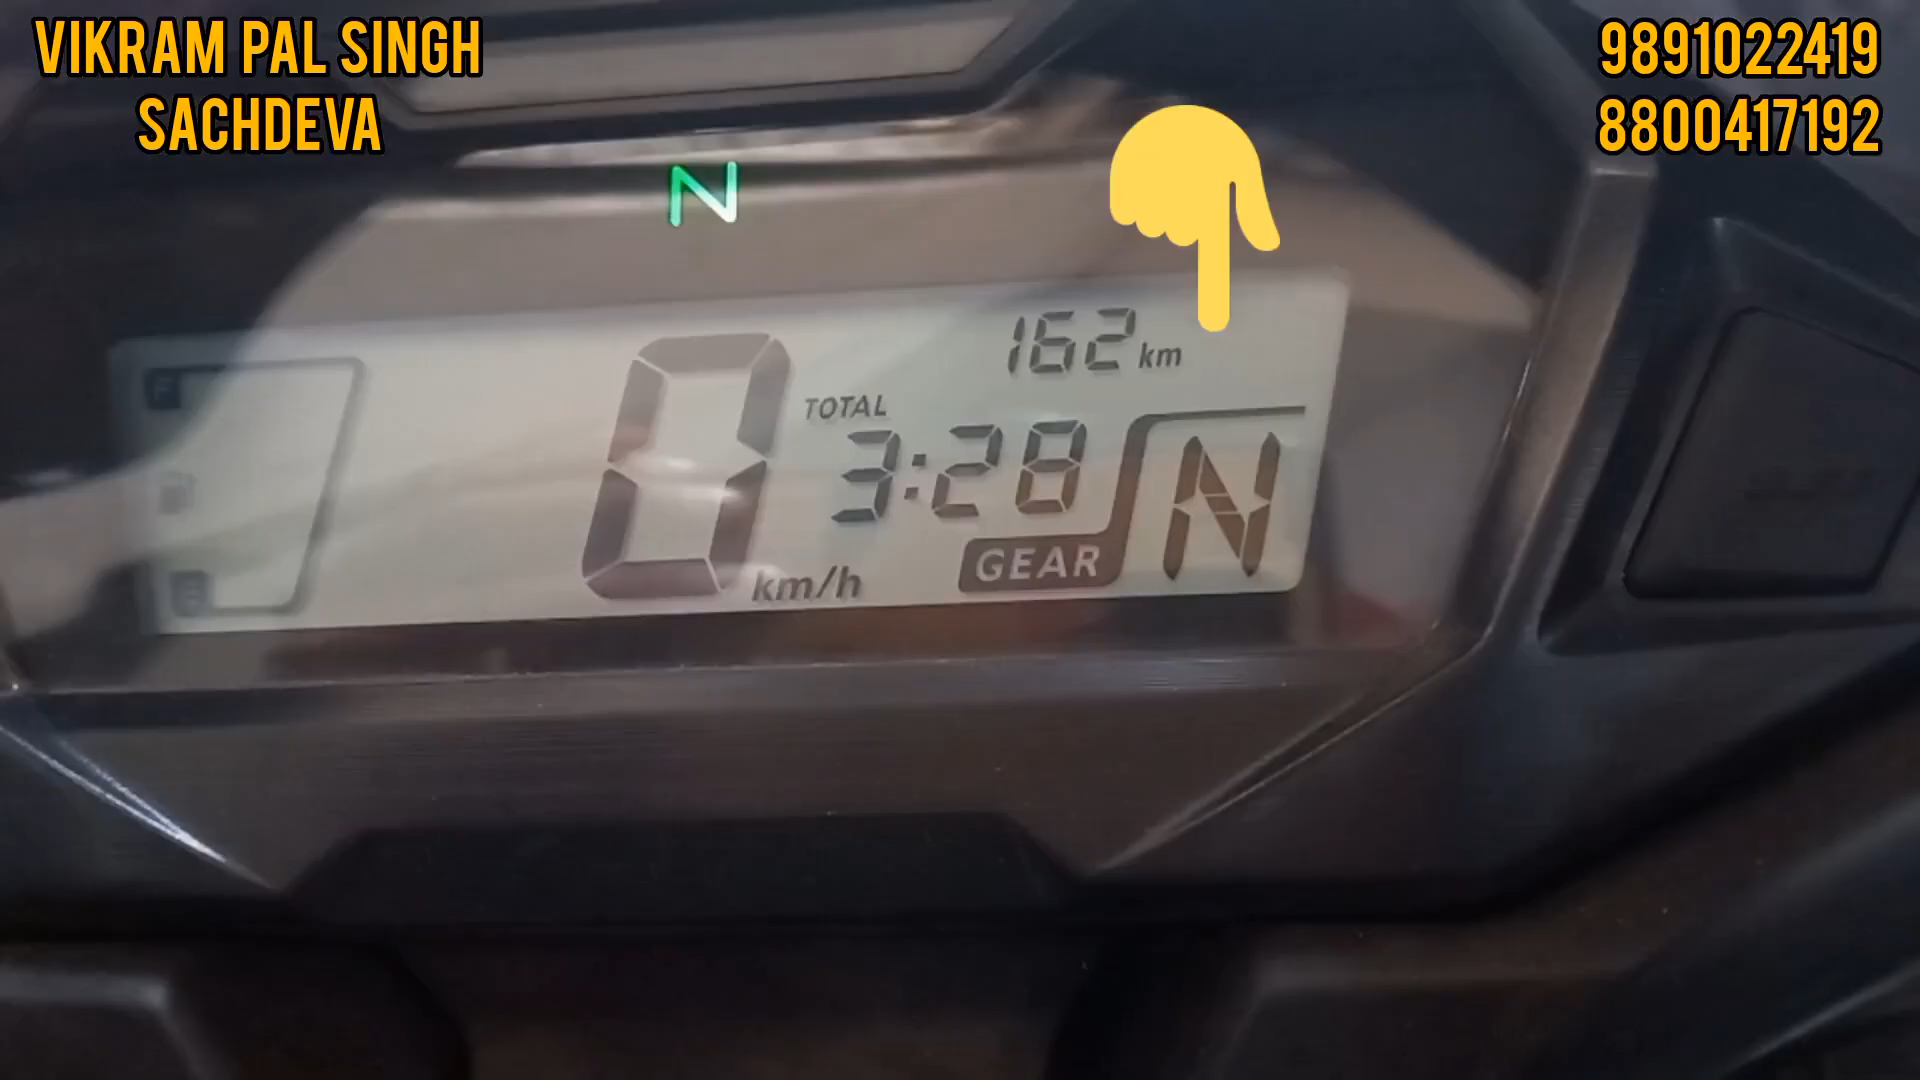 VIKRAM PAL SINGH
SACHDEVA
9891022419
8800417192
N
F
162 km
TOTAL
0
3:28
N
km/h
GEAR
E